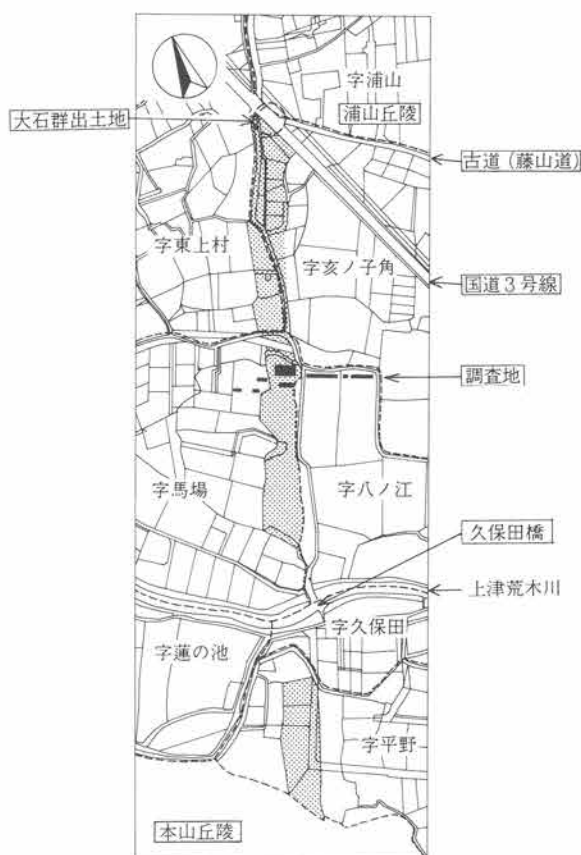 字浦山
浦山丘陵
大石群出土地
古道(藤山道)
字東上村
字亥ノ子角
国道3号線
調査地
字馬場
字八ノ江
久保田橋
上津荒木川
字久保田
字蓮の池
字平野
本山丘陵